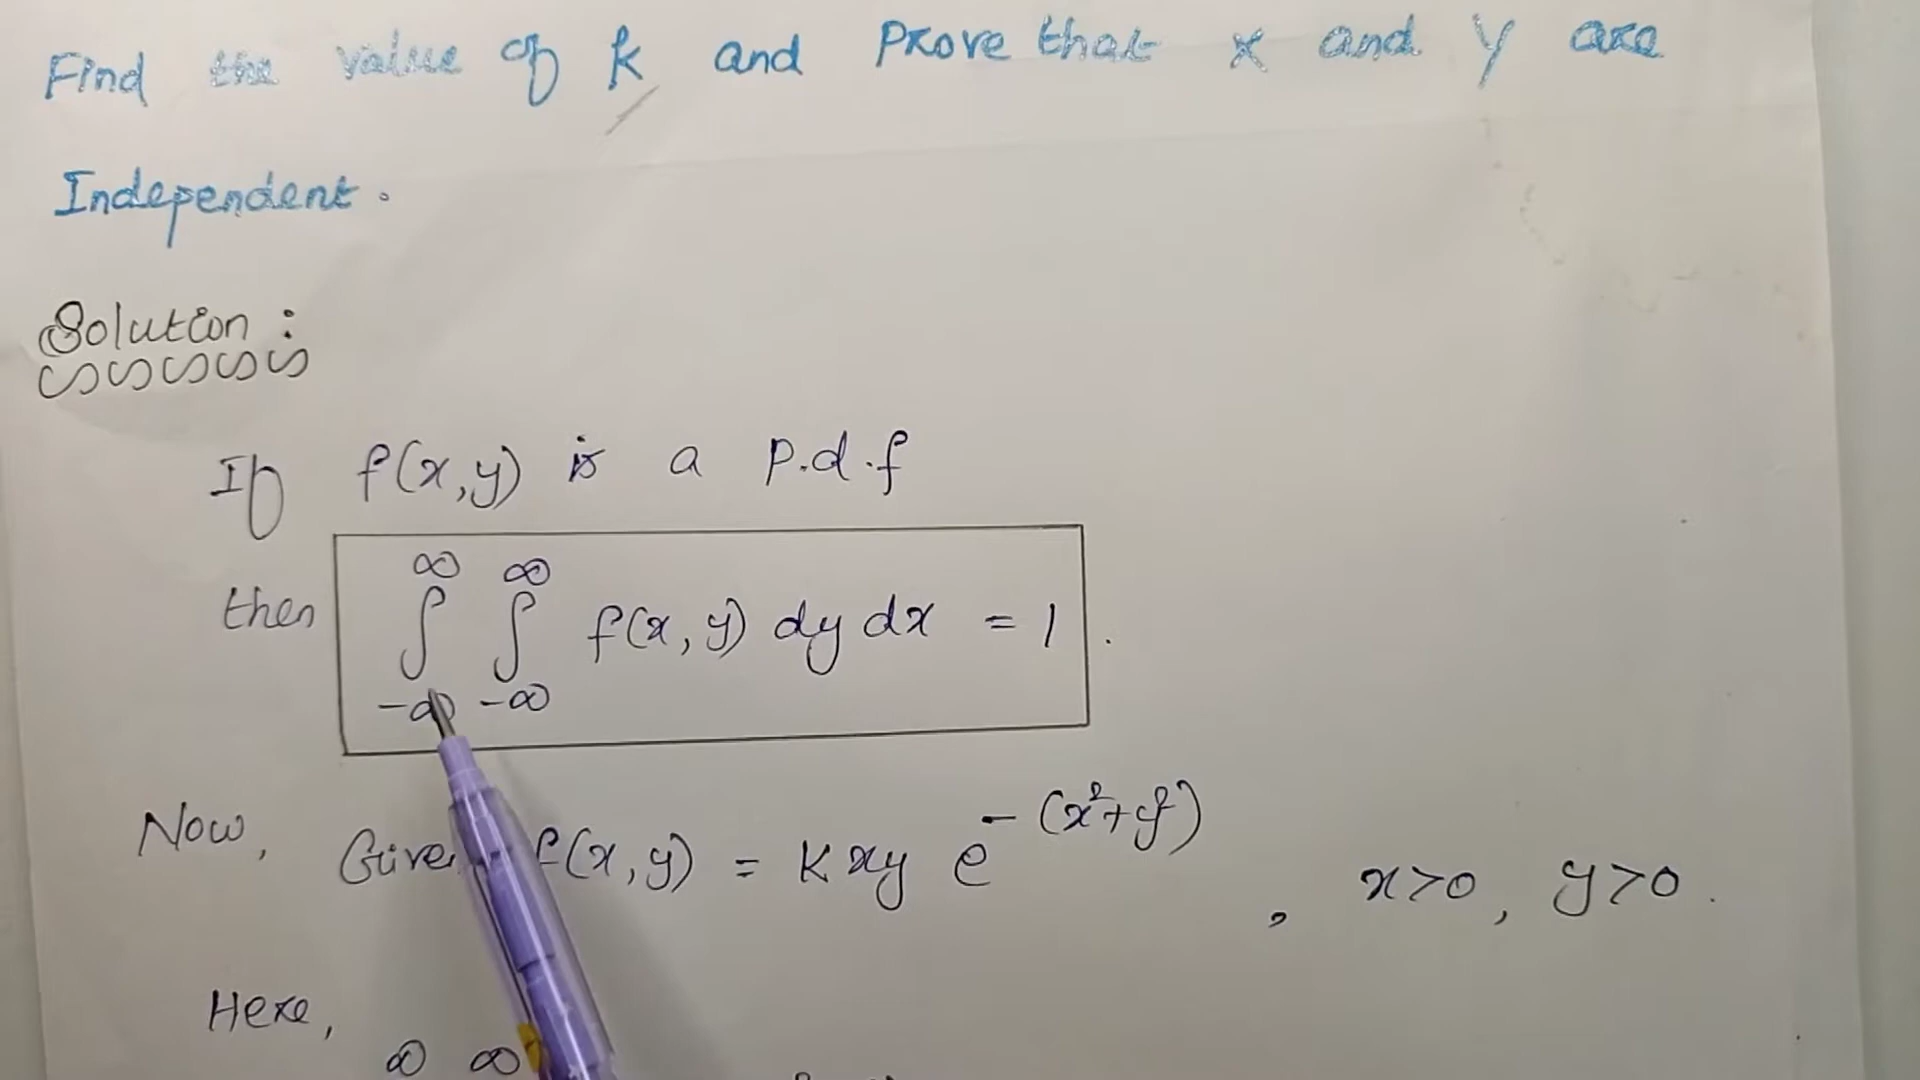 Find the value of k and Prove that x and y are
Independent.
Solution :
If f(x,y) is a p.d.f
then ∫_{-∞}^{∞} ∫_{-∞}^{∞} f(x,y) dy dx = 1 .
Now, Given f(x,y) = k xy e^{-(x²+y²)} , x>0, y>0.
Here,
∞ ∞